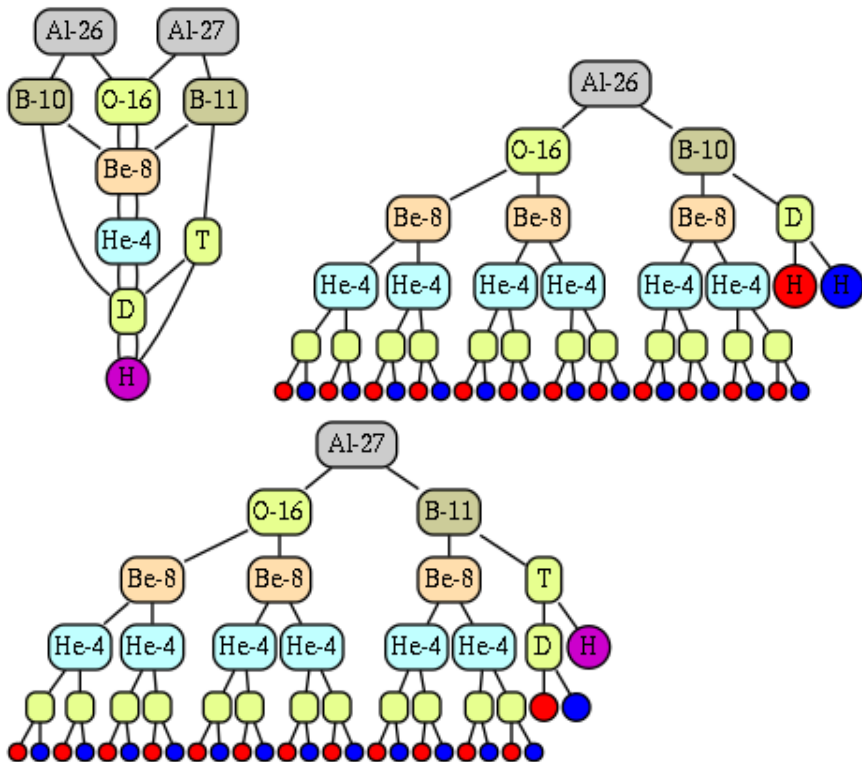 Al-26 Al-27
B-10 O-16 B-11
Be-8
He-4 T
D
H
Al-26
O-16 B-10
Be-8 Be-8 Be-8 D
He-4 He-4 He-4 He-4 He-4 He-4 H H
Al-27
O-16 B-11
Be-8 Be-8 Be-8 T
He-4 He-4 He-4 He-4 He-4 He-4 D H